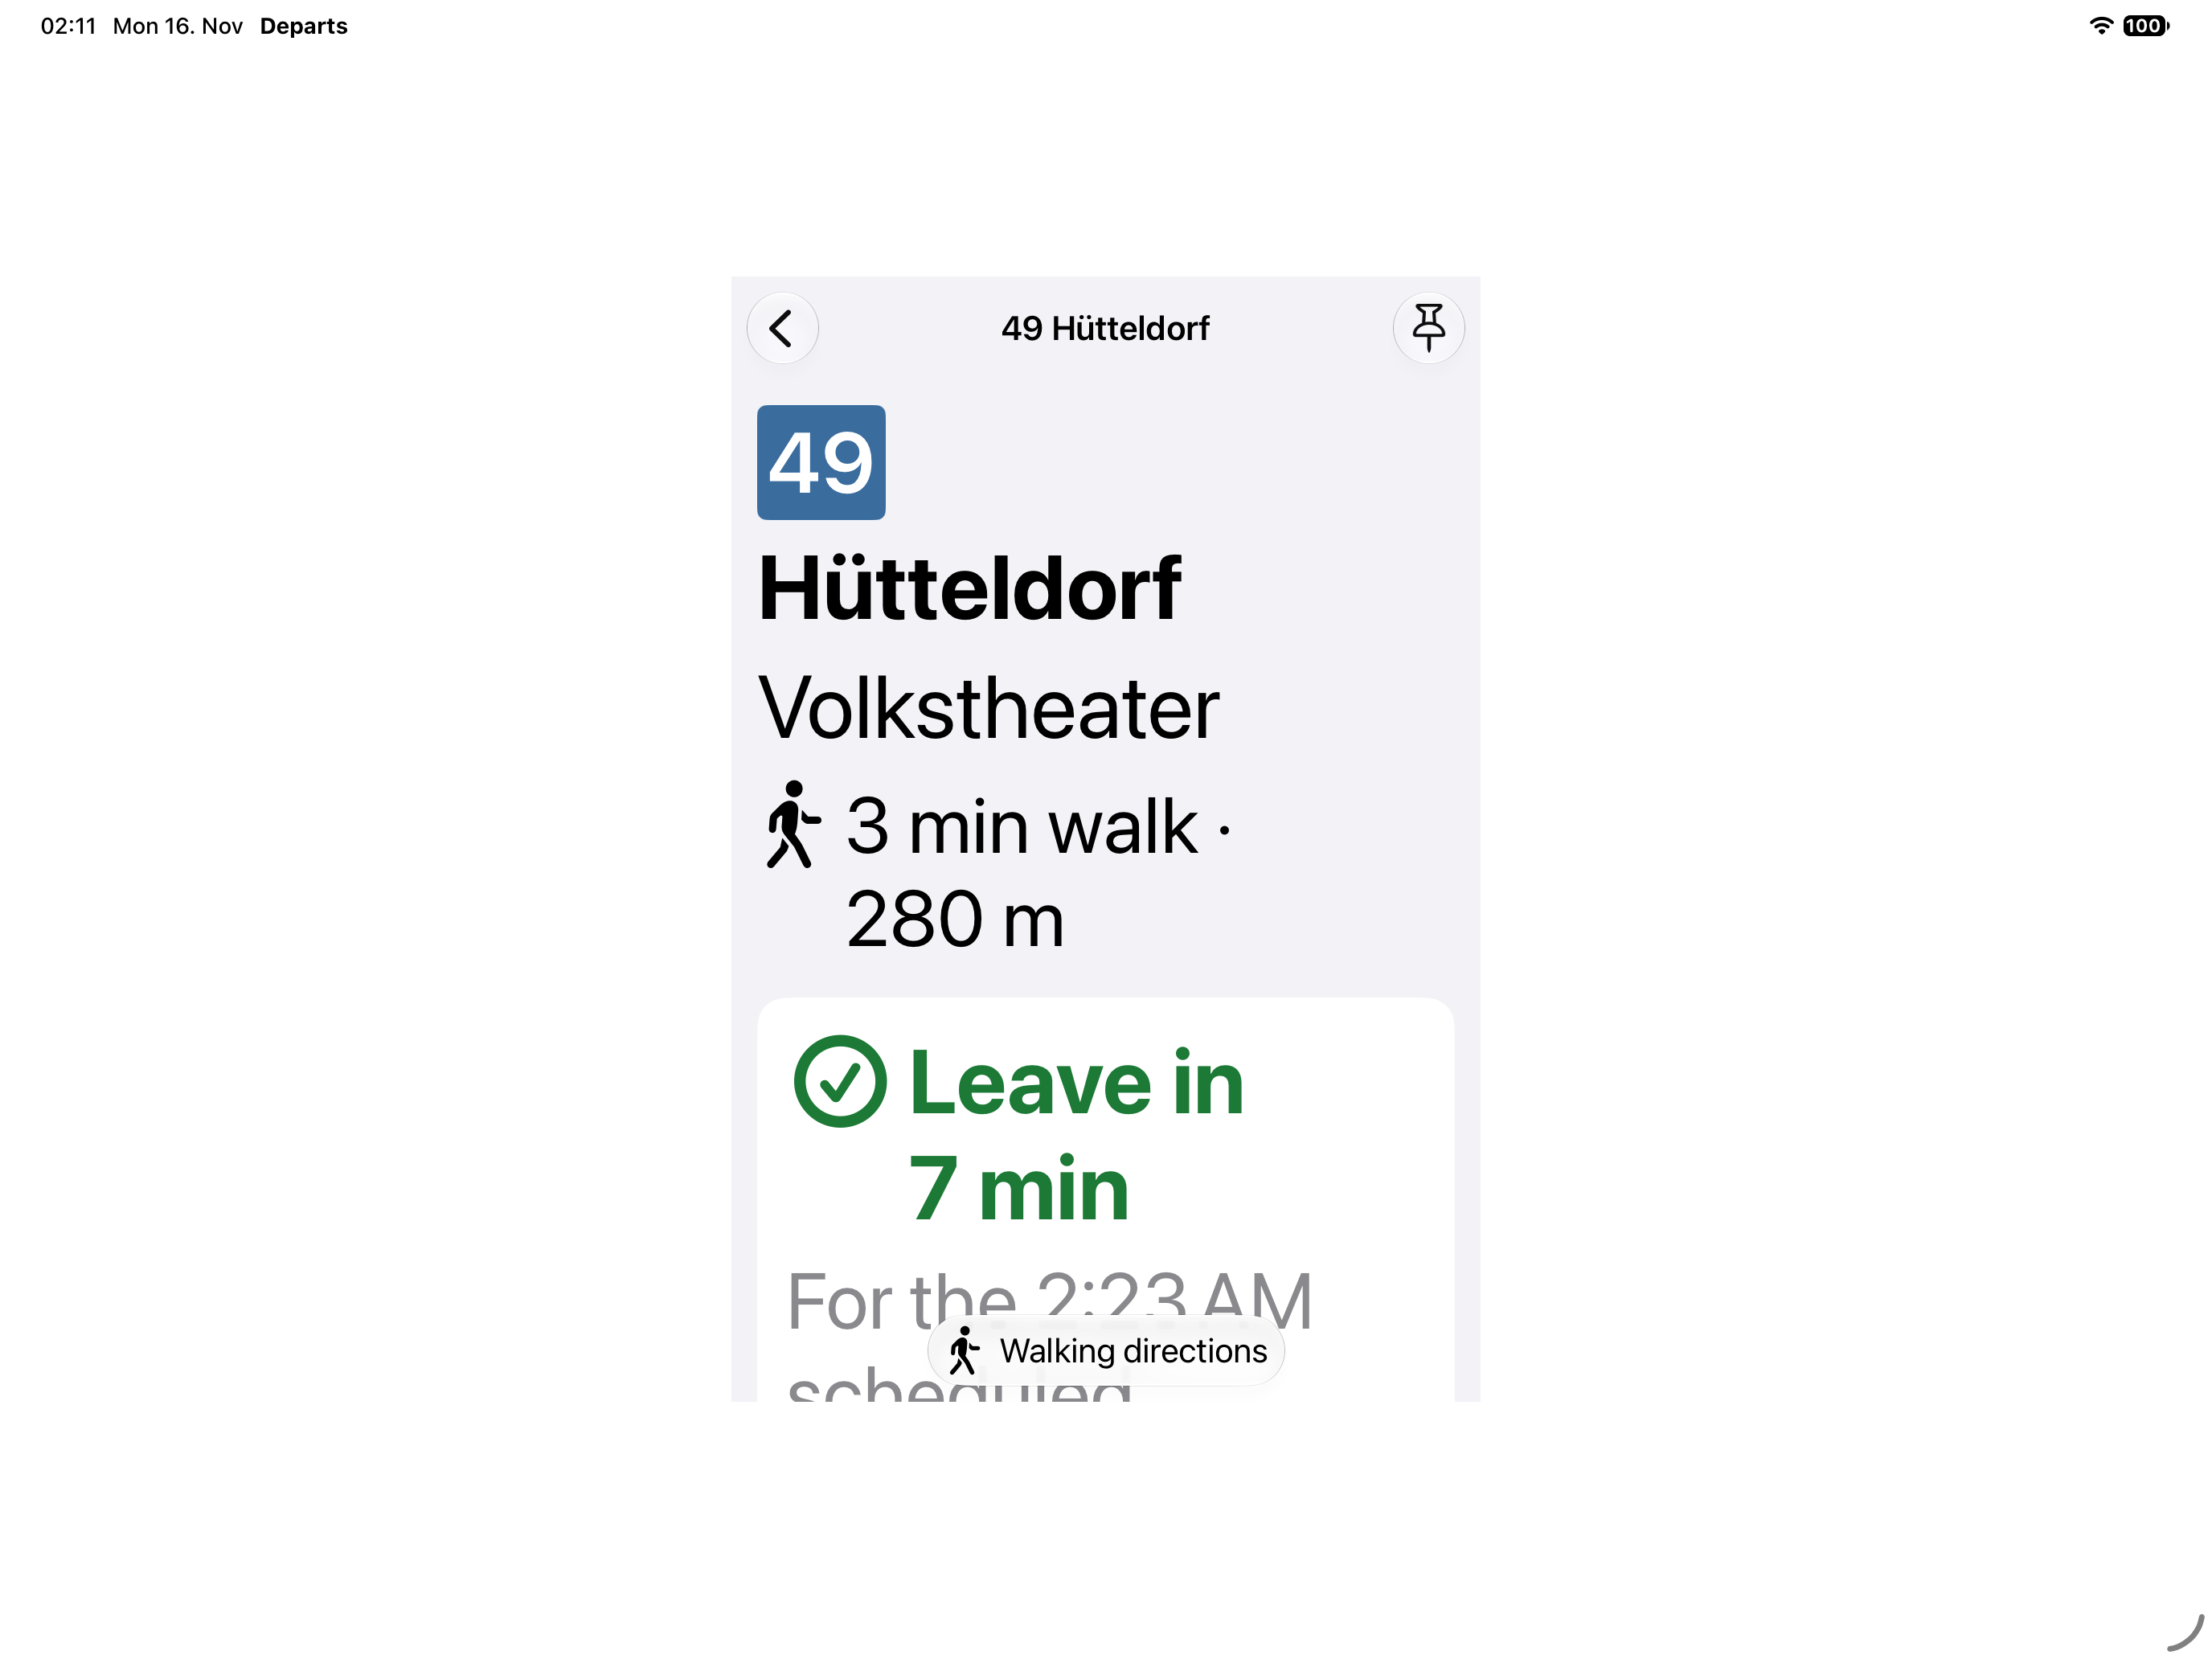 02:11 Mon 16. Nov Departs
100
49 Hütteldorf
49
Hütteldorf
Volkstheater
3 min walk ·
280 m
Leave in
7 min
For the 2:23 AM
scheduled
Walking directions